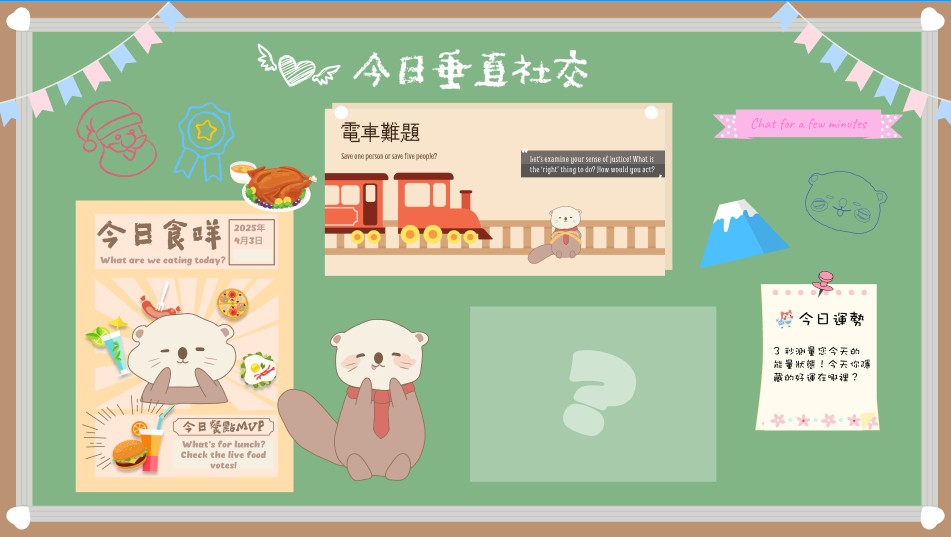 今日垂直社交
電車難題
Save one person or save five people?
Let's examine your sense of justice! What is
the 'right' thing to do? How would you act?
Chat for a few minutes
今日食咩
2025年
4月3日
What are we eating today?
今日運勢
3 秒測量您今天的
能量狀態！今天你隱
藏的好運在哪裡？
今日餐點MVP
What's for lunch?
Check the live food
votes!
?